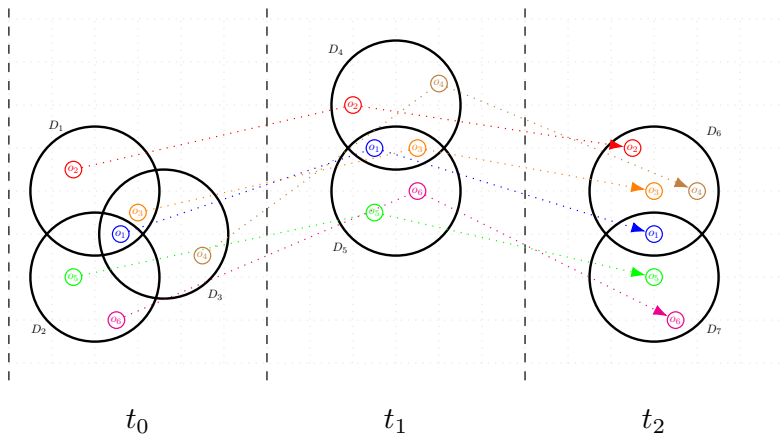 D₁
o₂
o₃
o₁
o₄
o₅
o₆
D₂
D₃
D₄
o₄
o₂
o₁
o₃
o₆
o₅
D₅
D₆
o₂
o₃
o₄
o₁
o₅
o₆
D₇
t₀ t₁ t₂